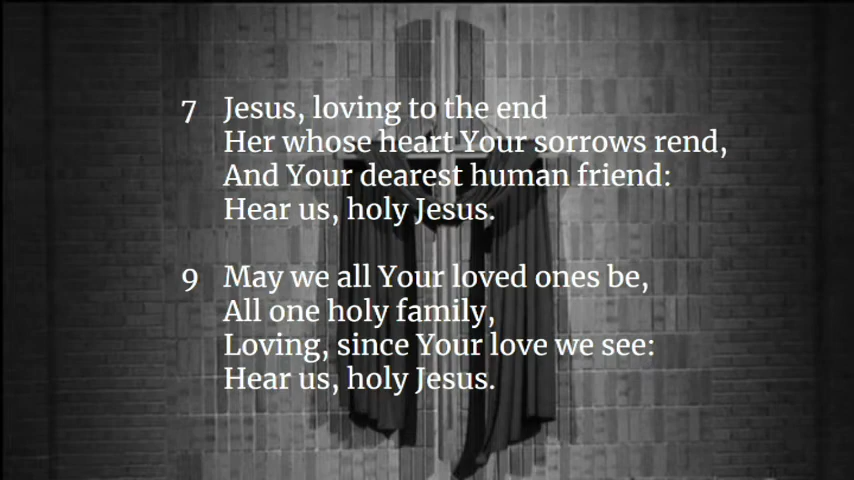 7 Jesus, loving to the end
Her whose heart Your sorrows rend,
And Your dearest human friend:
Hear us, holy Jesus.
9 May we all Your loved ones be,
All one holy family,
Loving, since Your love we see:
Hear us, holy Jesus.